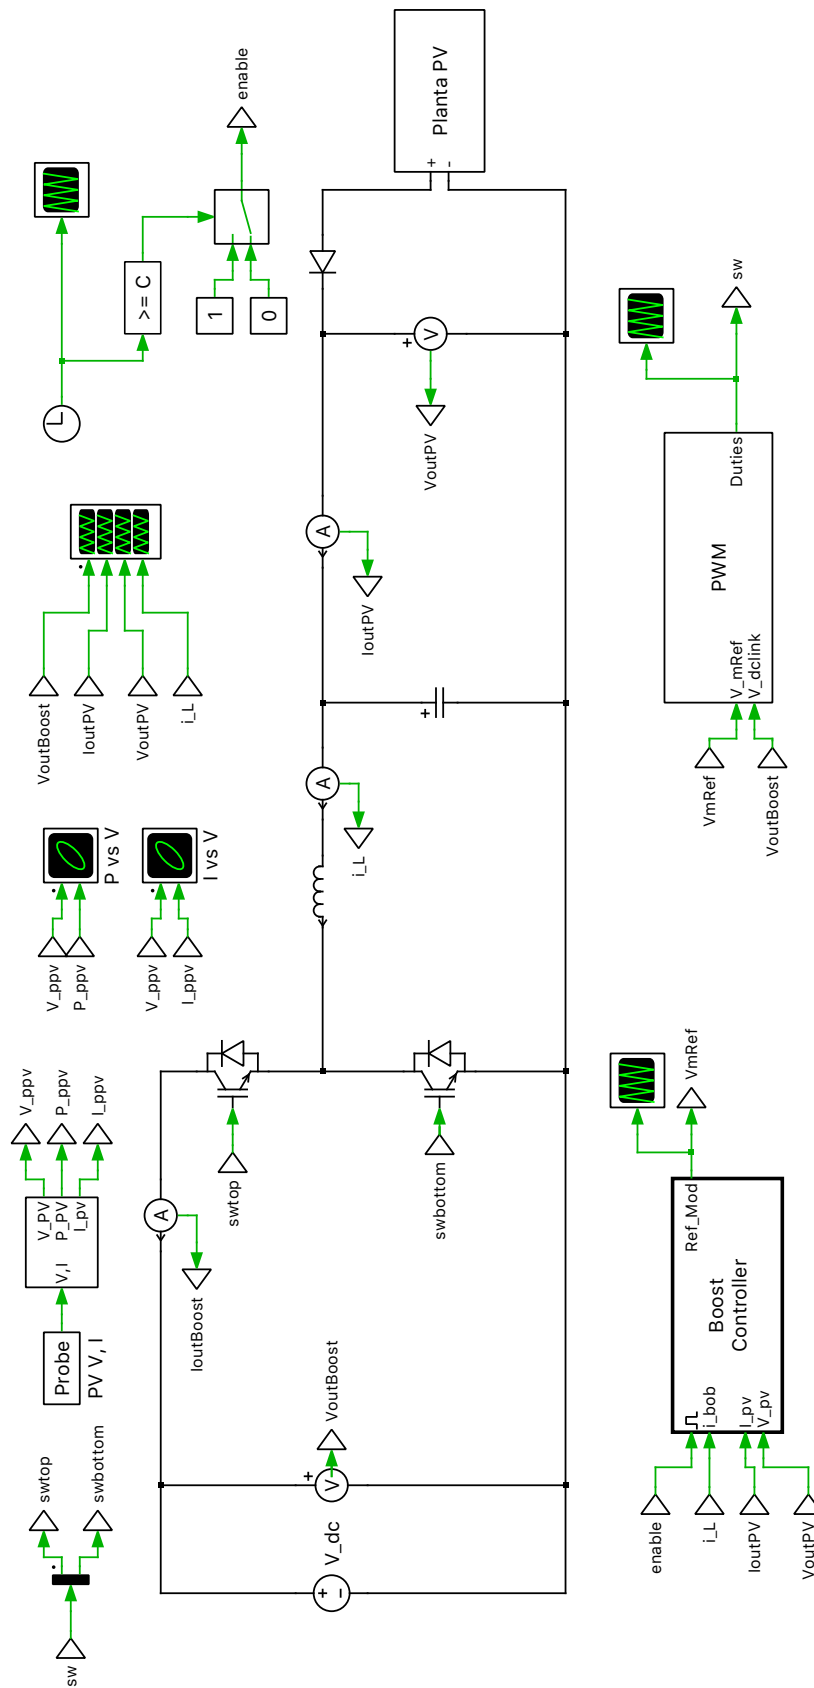 sw
swtop
swbottom
Probe
PV V, I
V,I
V_PV
P_PV
I_pv
V_ppv
P_ppv
I_ppv
V_ppv
P_ppv
P vs V
V_ppv
I_ppv
I vs V
VoutBoost
IoutPV
VoutPV
i_L
>= C
1
0
enable
V_dc
+
-
+
V
VoutBoost
A
IoutBoost
swtop
swbottom
A
i_L
+
A
IoutPV
+
V
VoutPV
+
-
Planta PV
enable
i_L
IoutPV
VoutPV
i_bob
I_pv
V_pv
Boost
Controller
Ref_Mod
VmRef
VmRef
VoutBoost
V_mRef
V_dclink
PWM
Duties
sw